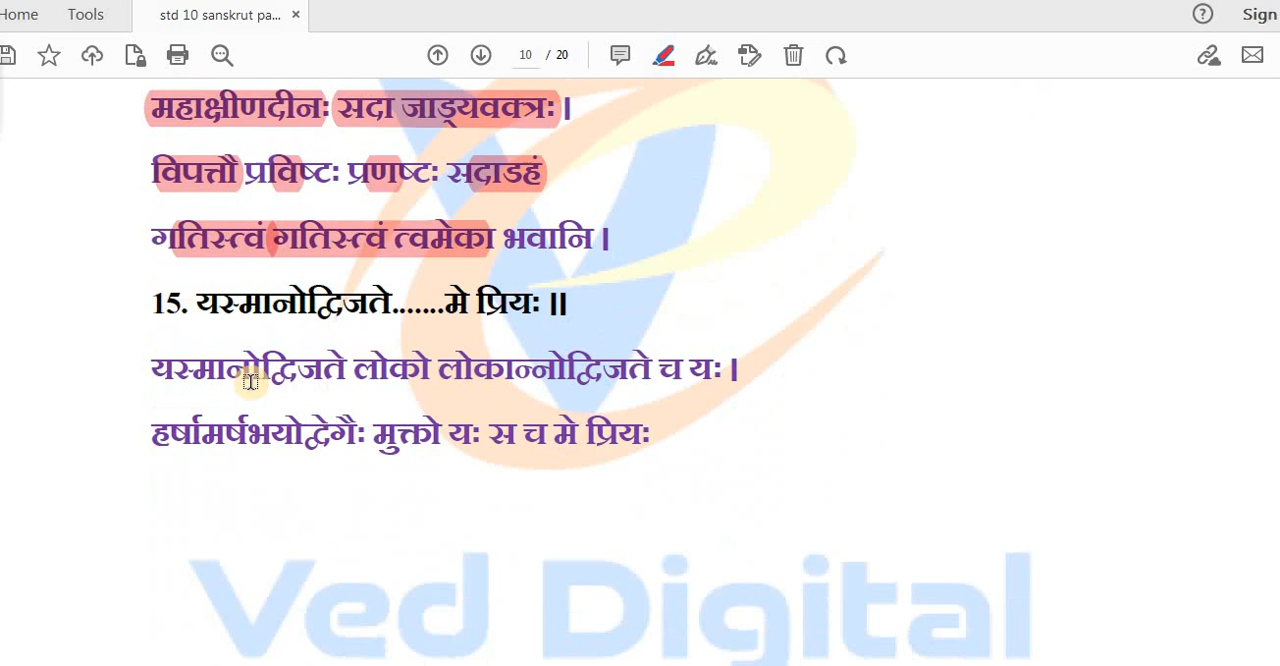 Home Tools std 10 sanskrut pa... × ? Sign
10 / 20
महाक्षीणदीनः सदा जाड्यवक्त्रः ।
विपत्तौ प्रविष्टः प्रणष्टः सदाडहं
गतिस्त्वं गतिस्त्वं त्वमेका भवानि ।
15. यस्मानोद्विजते.......मे प्रियः ॥
यस्मानोद्विजते लोको लोकान्नोद्विजते च यः ।
हर्षामर्षभयोद्वेगैः मुक्तो यः स च मे प्रियः
Ved Digital